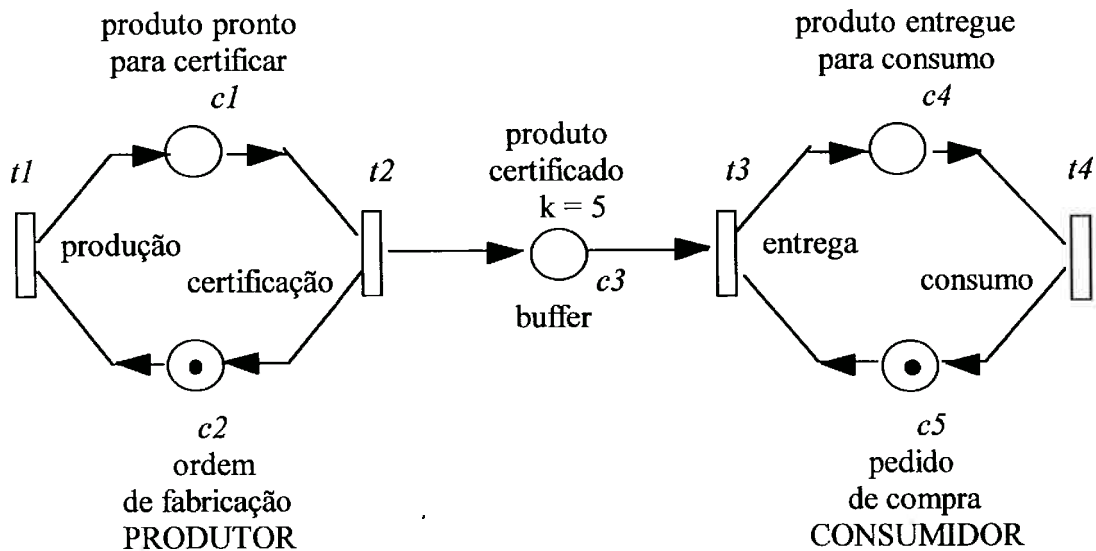 produto pronto
para certificar
c1
t1
t2
produção
certificação
c2
ordem
de fabricação
PRODUTOR
produto
certificado
k = 5
c3
buffer
produto entregue
para consumo
c4
t3
t4
entrega
consumo
c5
pedido
de compra
CONSUMIDOR